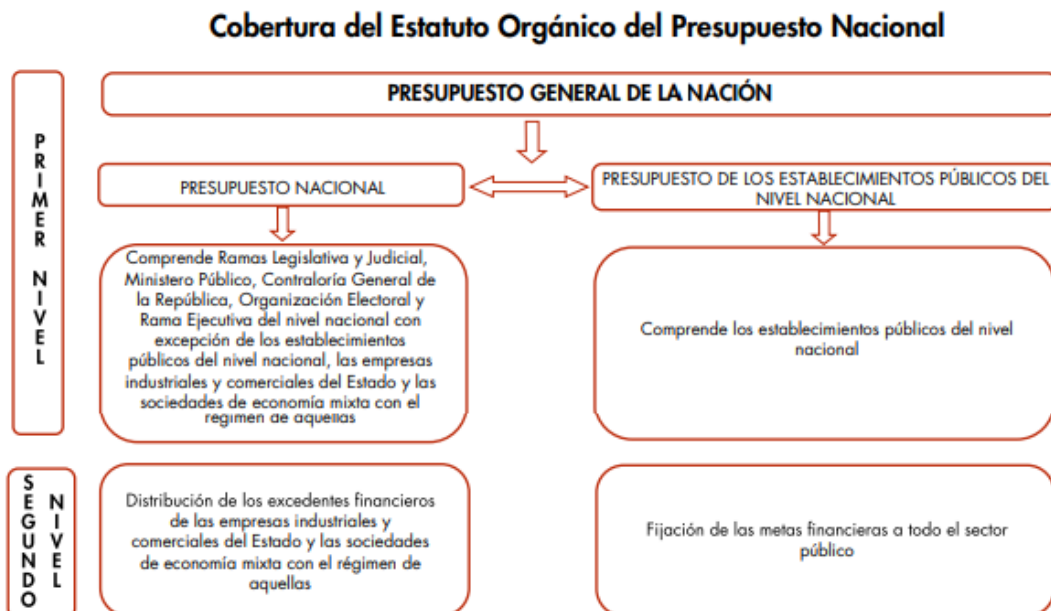 Cobertura del Estatuto Orgánico del Presupuesto Nacional
PRIMER NIVEL
PRESUPUESTO GENERAL DE LA NACIÓN
PRESUPUESTO NACIONAL
PRESUPUESTO DE LOS ESTABLECIMIENTOS PÚBLICOS DEL
NIVEL NACIONAL
Comprende Ramas Legislativa y Judicial,
Ministero Público, Contraloría General de
la República, Organización Electoral y
Rama Ejecutiva del nivel nacional con
excepción de los establecimientos
públicos del nivel nacional, las empresas
industriales y comerciales del Estado y las
sociedades de economía mixta con el
régimen de aquellas
Comprende los establecimientos públicos del nivel
nacional
SEGUNDO
NIVEL
Distribución de los excedentes financieros
de las empresas industriales y
comerciales del Estado y las sociedades
de economía mixta con el régimen de
aquellas
Fijación de las metas financieras a todo el sector
público